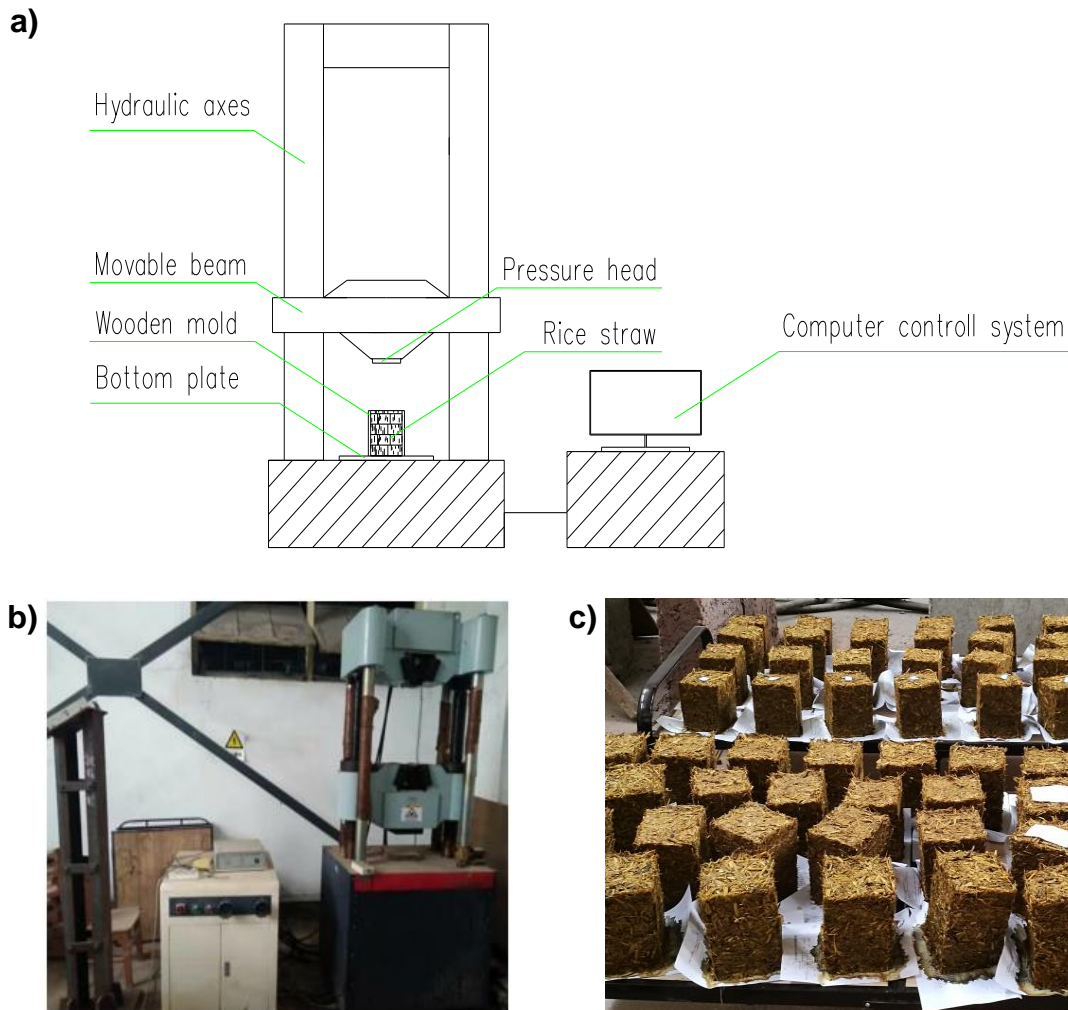 a)
Hydraulic axes
Movable beam
Pressure head
Wooden mold
Rice straw
Computer controll system
Bottom plate
b)
c)